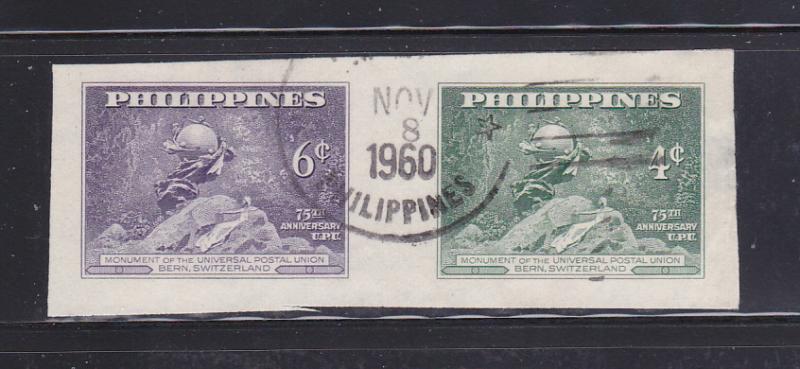 PHILIPPINES
6¢
75TH
ANNIVERSARY
U.P.U.
MONUMENT OF THE UNIVERSAL POSTAL UNION
BERN, SWITZERLAND
NOV
8
1960
PHILIPPINES
PHILIPPINES
4¢
75TH
ANNIVERSARY
U.P.U.
MONUMENT OF THE UNIVERSAL POSTAL UNION
BERN, SWITZERLAND